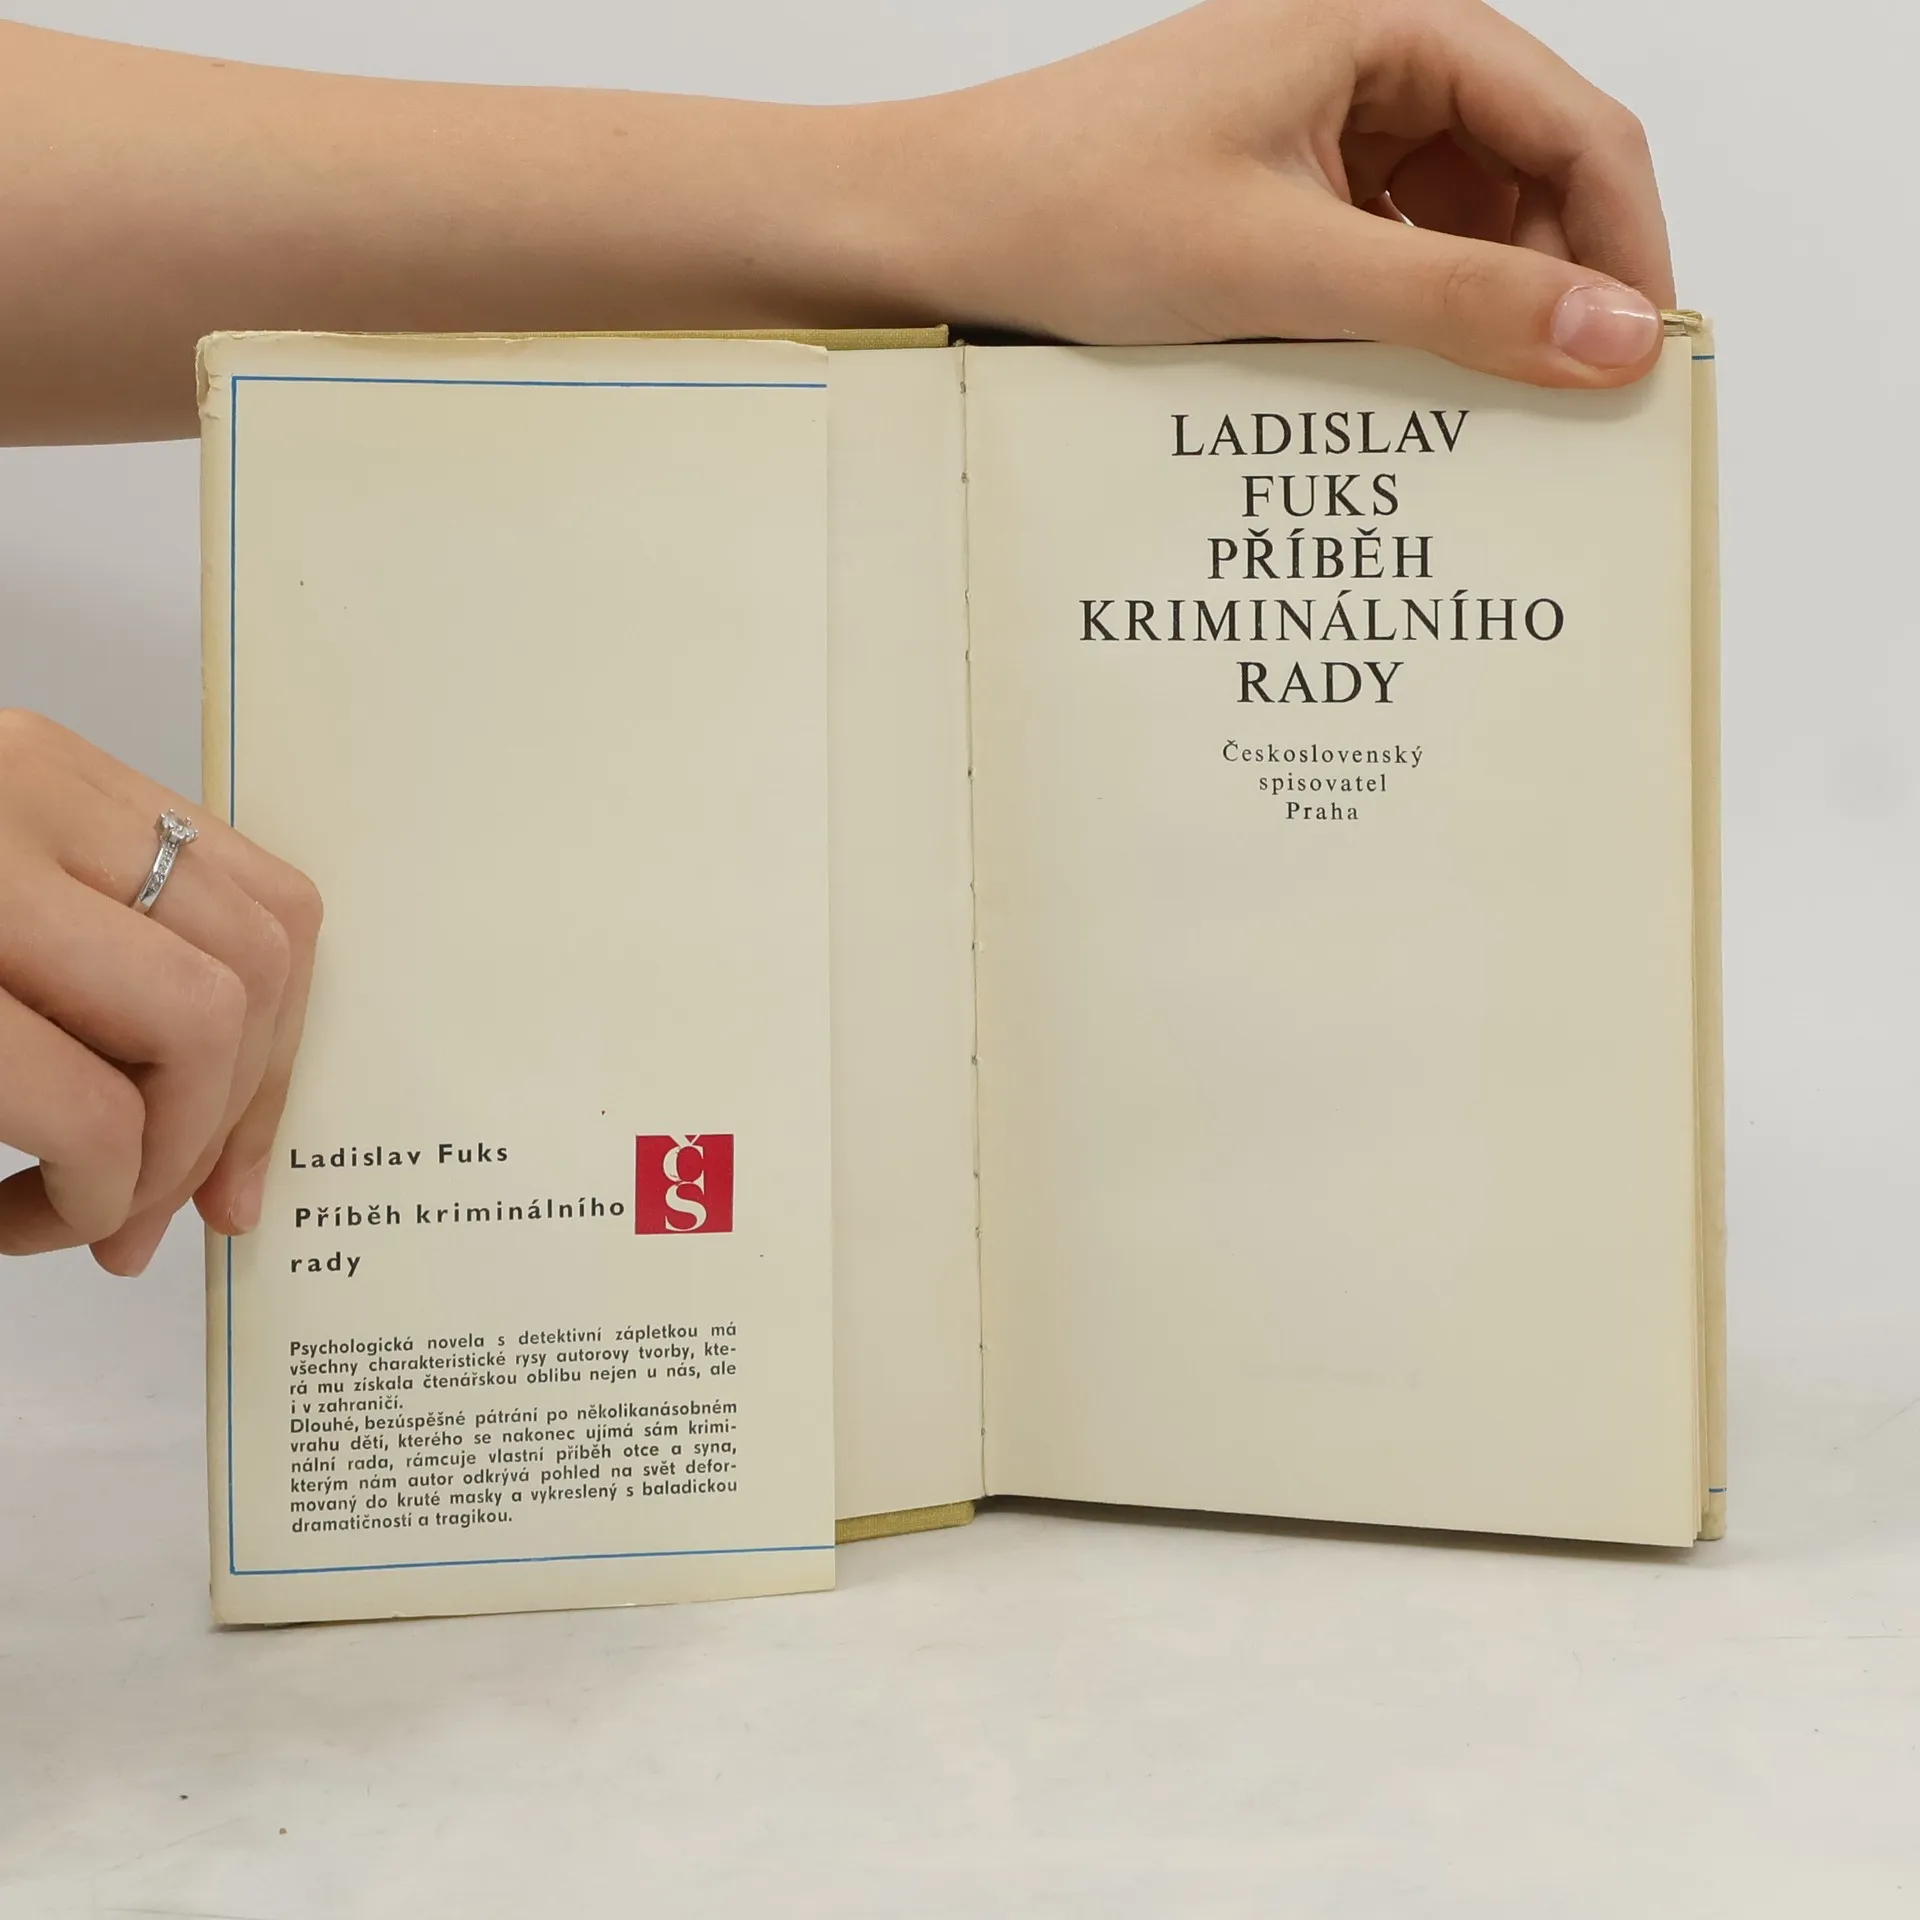 Ladislav Fuks
Příběh kriminálního
rady
ČS
Psychologická novela s detektivní zápletkou má
všechny charakteristické rysy autorovy tvorby, kte-
rá mu získala čtenářskou oblibu nejen u nás, ale
i v zahraničí.
Dlouhé, bezúspěšné pátrání po několikanásobném
vrahu dětí, kterého se nakonec ujímá sám krimi-
nální rada, rámcuje vlastní příběh otce a syna,
kterým nám autor odkrývá pohled na svět defor-
movaný do kruté masky a vykreslený s baladickou
dramatičností a tragikou.
LADISLAV
FUKS
PŘÍBĚH
KRIMINÁLNÍHO
RADY
Československý
spisovatel
Praha